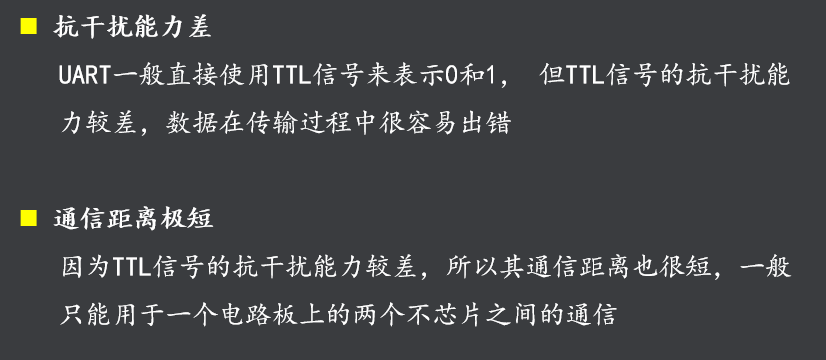 ■ 抗干扰能力差
UART一般直接使用TTL信号来表示0和1， 但TTL信号的抗干扰能
力较差，数据在传输过程中很容易出错
■ 通信距离极短
因为TTL信号的抗干扰能力较差，所以其通信距离也很短，一般
只能用于一个电路板上的两个不芯片之间的通信